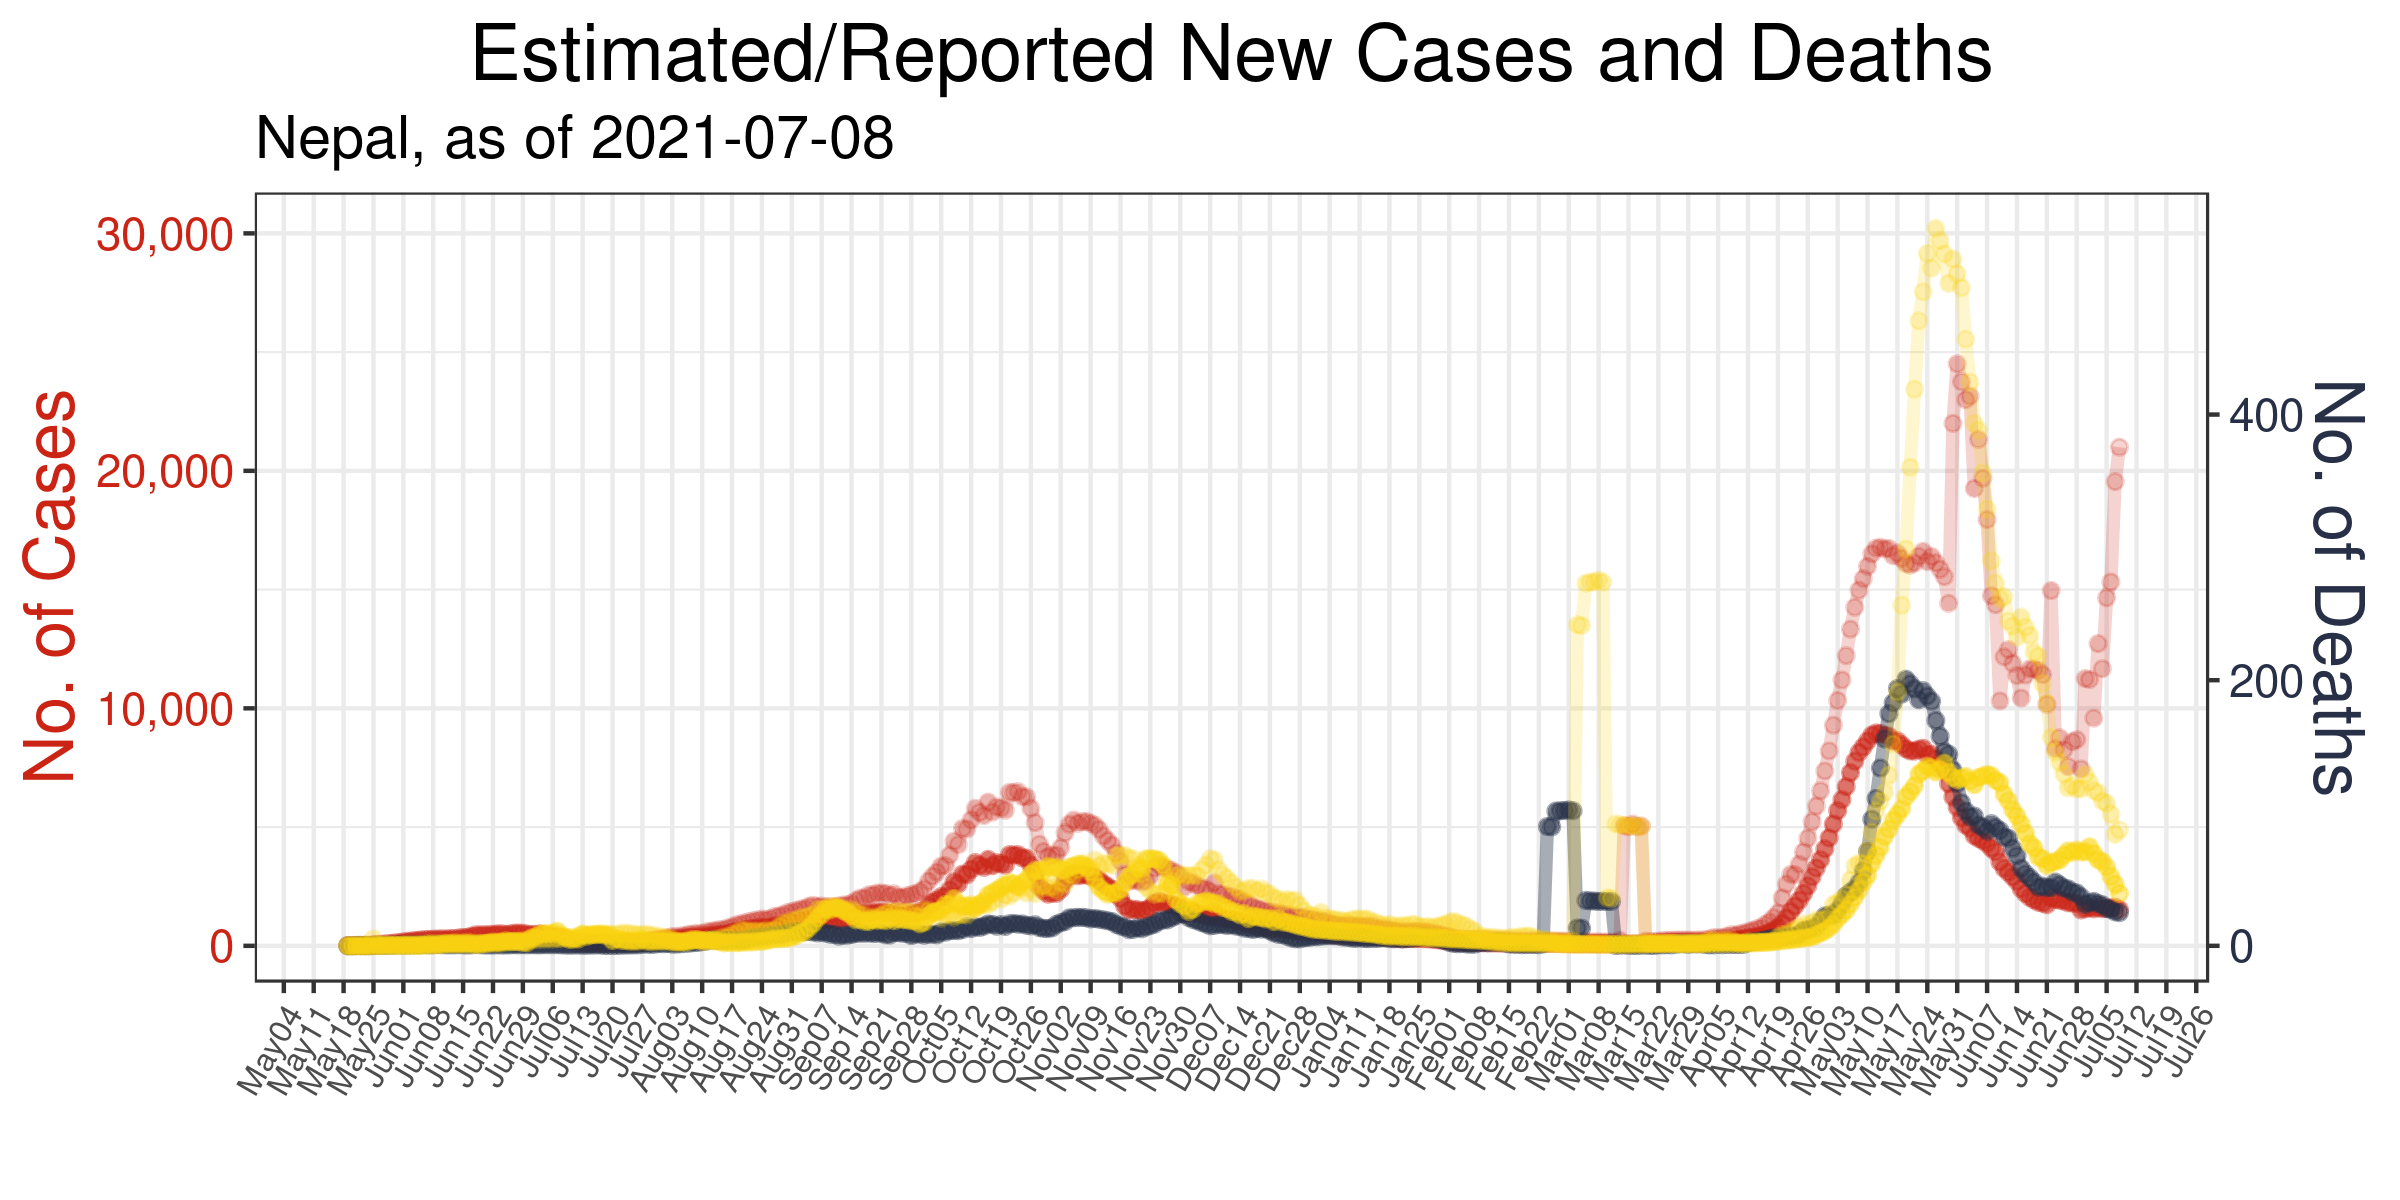 Estimated/Reported New Cases and Deaths
Nepal, as of 2021-07-08
No. of Cases
30,000
20,000
10,000
0
400
200
0
No. of Deaths
May04 May11 May18 May25 Jun01 Jun08 Jun15 Jun22 Jun29 Jul06 Jul13 Jul20 Jul27 Aug03 Aug10 Aug17 Aug24 Aug31 Sep07 Sep14 Sep21 Sep28 Oct05 Oct12 Oct19 Oct26 Nov02 Nov09 Nov16 Nov23 Nov30 Dec07 Dec14 Dec21 Dec28 Jan04 Jan11 Jan18 Jan25 Feb01 Feb08 Feb15 Feb22 Mar01 Mar08 Mar15 Mar22 Mar29 Apr05 Apr12 Apr19 Apr26 May03 May10 May17 May24 May31 Jun07 Jun14 Jun21 Jun28 Jul05 Jul12 Jul19 Jul26